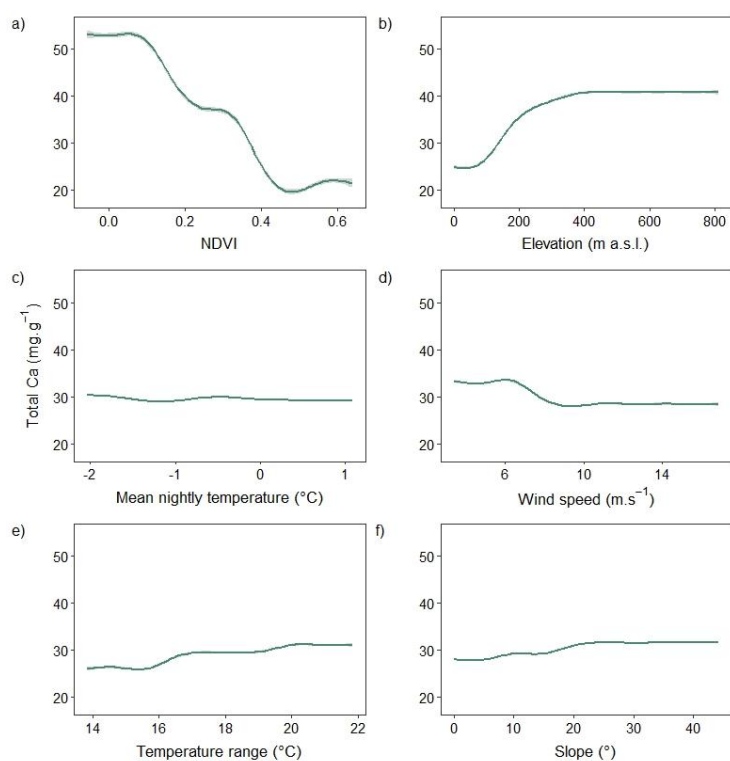 a)
50
40
30
20
0.0 0.2 0.4 0.6
NDVI
b)
50
40
30
20
0 200 400 600 800
Elevation (m a.s.l.)
c)
Total Ca (mg.g⁻¹)
50
40
30
20
-2 -1 0 1
Mean nightly temperature (°C)
d)
50
40
30
20
6 10 14
Wind speed (m.s⁻¹)
e)
50
40
30
20
14 16 18 20 22
Temperature range (°C)
f)
50
40
30
20
0 10 20 30 40
Slope (°)